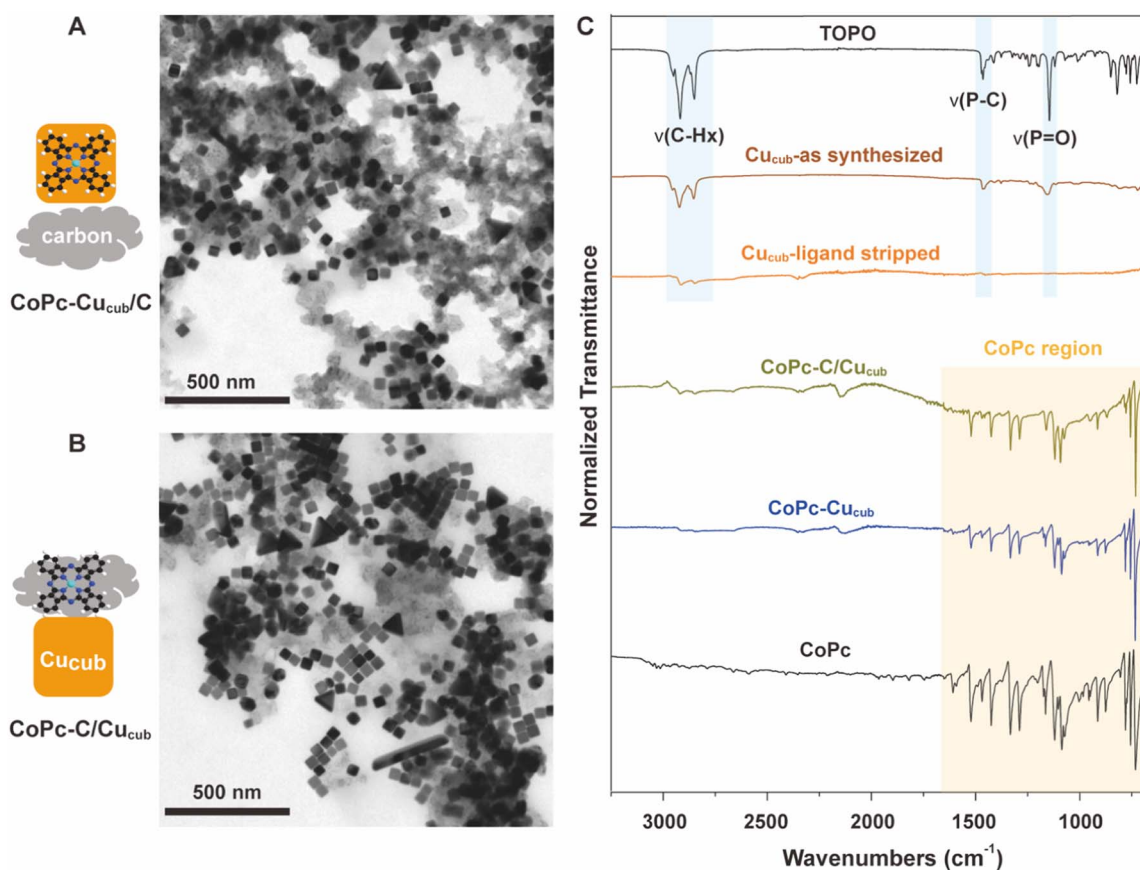 A
carbon
CoPc-Cucub/C
500 nm
B
Cucub
CoPc-C/Cucub
500 nm
C
TOPO
ν(P-C)
ν(C-Hx)
ν(P=O)
Cucub-as synthesized
Cucub-ligand stripped
CoPc region
CoPc-C/Cucub
CoPc-Cucub
CoPc
Normalized Transmittance
3000 2500 2000 1500 1000
Wavenumbers (cm-1)